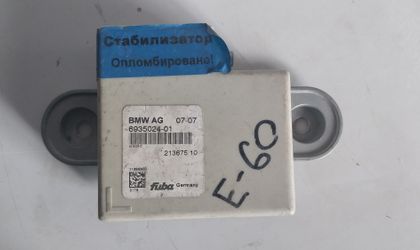 Стабилизатор
Опломбировано!
BMW AG 07-07
6935024-01
213675 10
fuba Germany
E-60